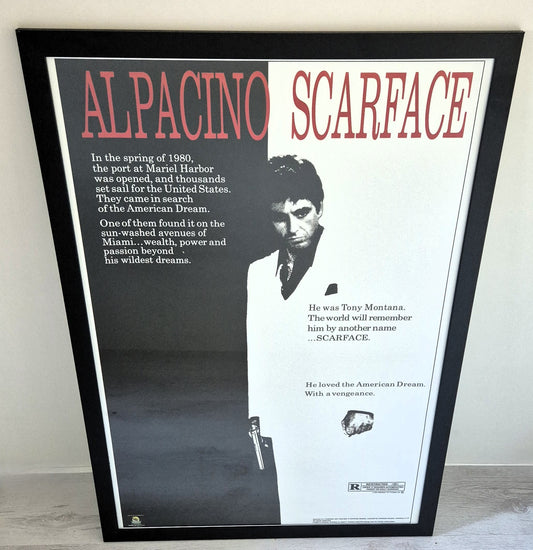 ALPACINO SCARFACE
In the spring of 1980,
the port at Mariel Harbor
was opened, and thousands
set sail for the United States.
They came in search
of the American Dream.
One of them found it on the
sun-washed avenues of
Miami...wealth, power and
passion beyond
his wildest dreams.
He was Tony Montana.
The world will remember
him by another name
...SCARFACE.
He loved the American Dream.
With a vengeance.
R RESTRICTED